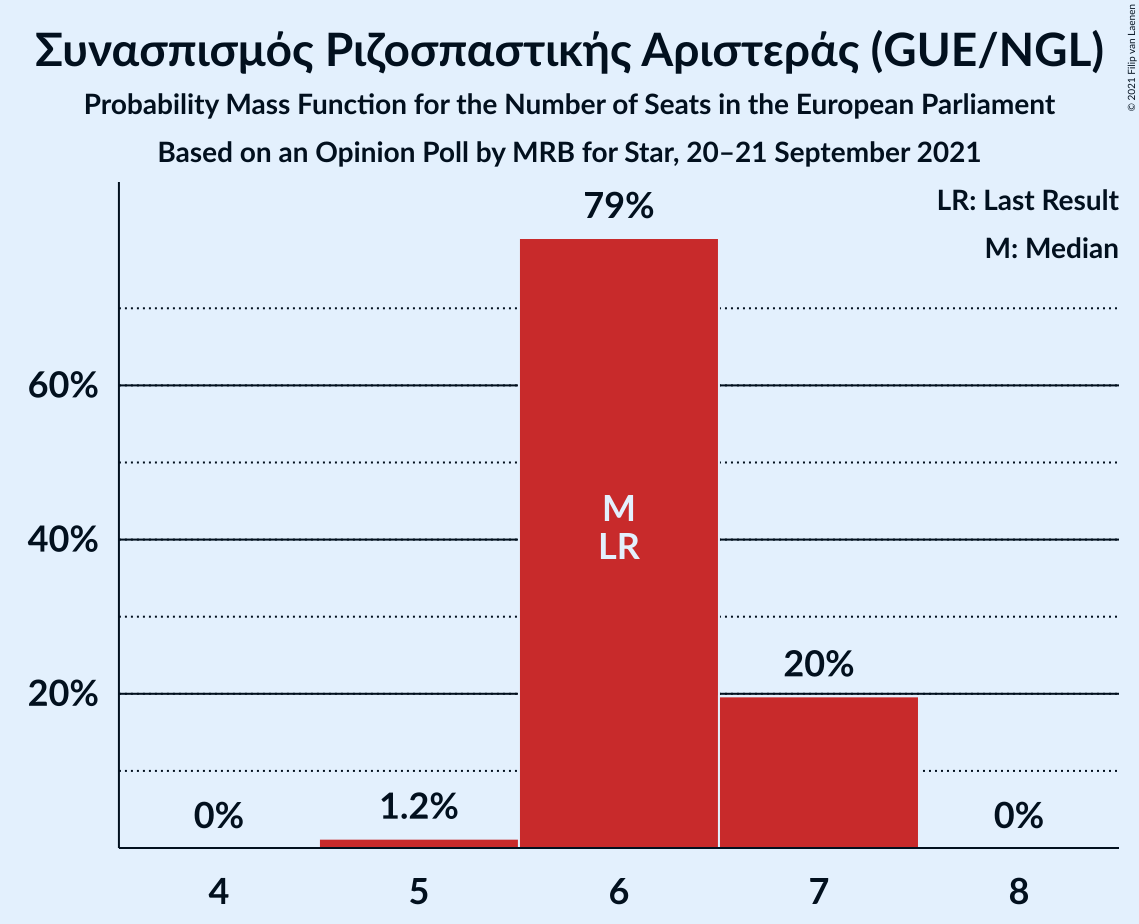 Συνασπισμός Ριζοσπαστικής Αριστεράς (GUE/NGL)
Probability Mass Function for the Number of Seats in the European Parliament
Based on an Opinion Poll by MRB for Star, 20–21 September 2021
© 2021 Filip van Laenen
LR: Last Result
M: Median
79%
60%
M
40%
LR
20%
20%
1.2%
0%
0%
4 5 6 7 8